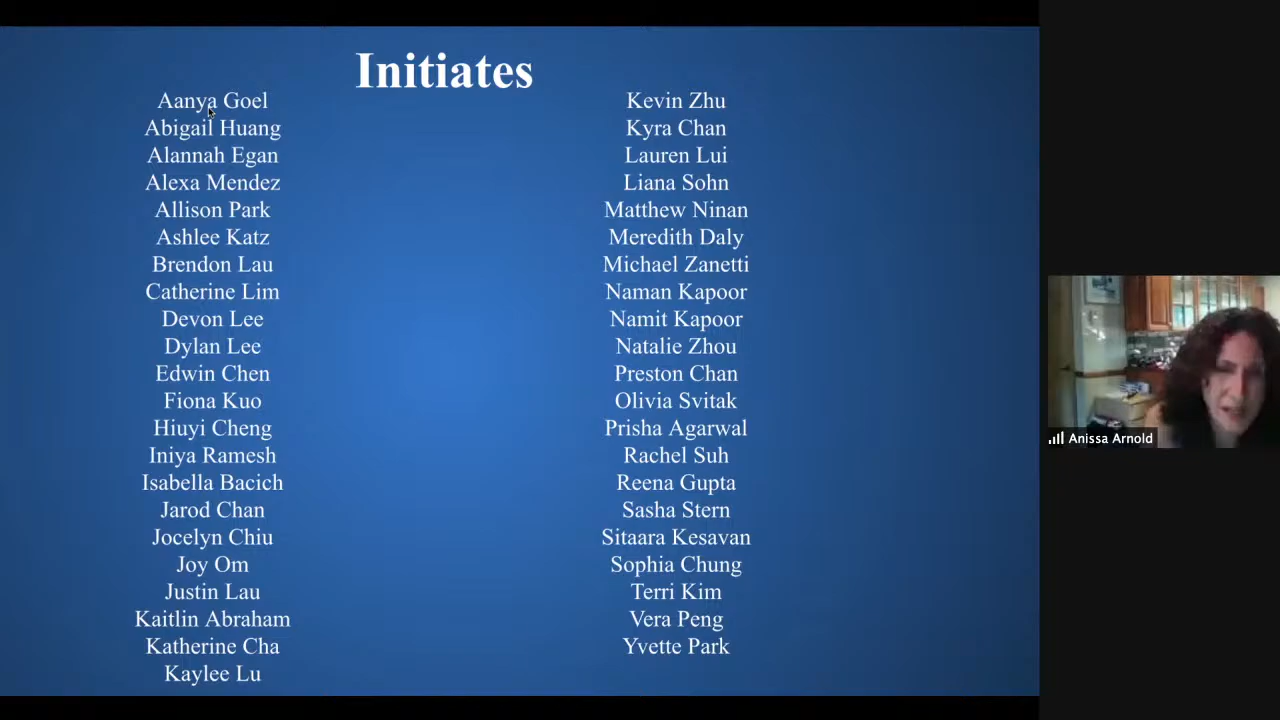 Initiates
Aanya Goel
Abigail Huang
Alannah Egan
Alexa Mendez
Allison Park
Ashlee Katz
Brendon Lau
Catherine Lim
Devon Lee
Dylan Lee
Edwin Chen
Fiona Kuo
Hiuyi Cheng
Iniya Ramesh
Isabella Bacich
Jarod Chan
Jocelyn Chiu
Joy Om
Justin Lau
Kaitlin Abraham
Katherine Cha
Kaylee Lu
Kevin Zhu
Kyra Chan
Lauren Lui
Liana Sohn
Matthew Ninan
Meredith Daly
Michael Zanetti
Naman Kapoor
Namit Kapoor
Natalie Zhou
Preston Chan
Olivia Svitak
Prisha Agarwal
Rachel Suh
Reena Gupta
Sasha Stern
Sitaara Kesavan
Sophia Chung
Terri Kim
Vera Peng
Yvette Park
Anissa Arnold